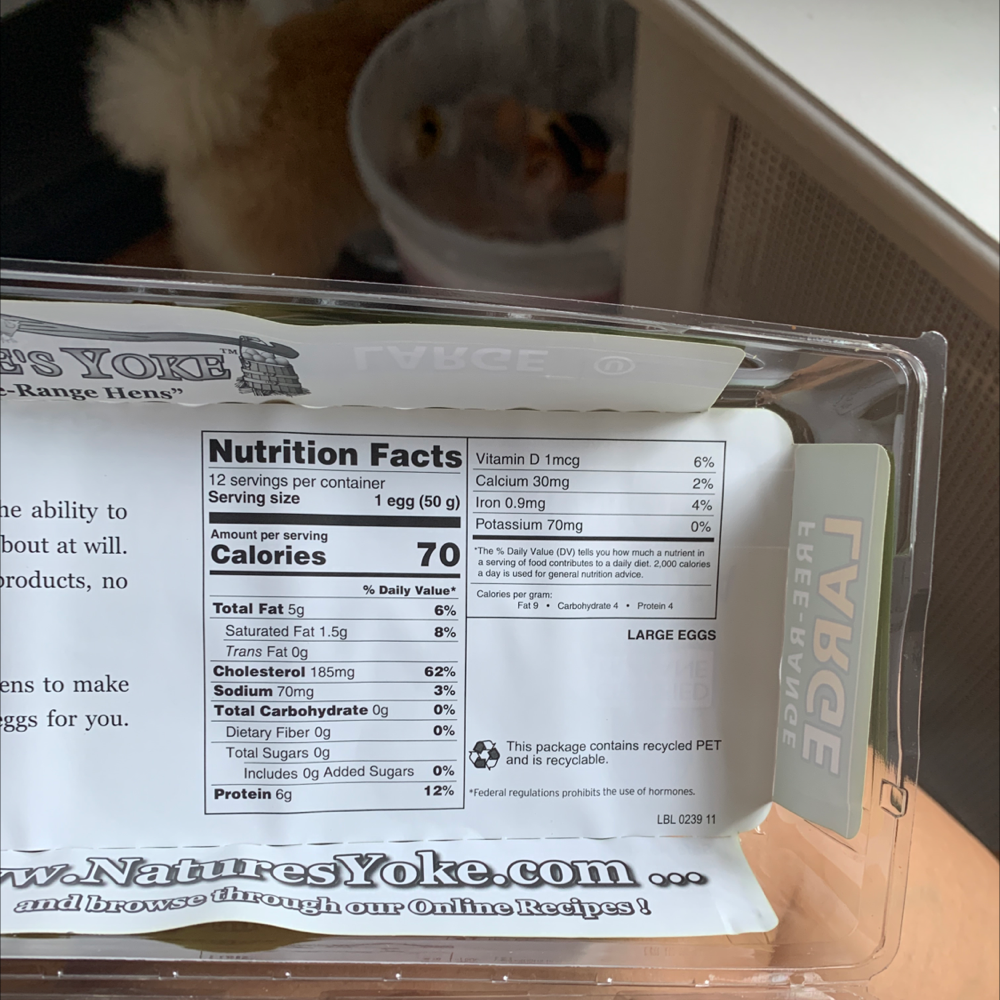 E'S YOKE™
-Range Hens”
LARGE
U
he ability to
bout at will.
products, no
ens to make
eggs for you.
Nutrition Facts
12 servings per container
Serving size 1 egg (50 g)
Amount per serving
Calories 70
% Daily Value*
Total Fat 5g 6%
Saturated Fat 1.5g 8%
Trans Fat 0g
Cholesterol 185mg 62%
Sodium 70mg 3%
Total Carbohydrate 0g 0%
Dietary Fiber 0g 0%
Total Sugars 0g
Includes 0g Added Sugars 0%
Protein 6g 12%
Vitamin D 1mcg 6%
Calcium 30mg 2%
Iron 0.9mg 4%
Potassium 70mg 0%
*The % Daily Value (DV) tells you how much a nutrient in
a serving of food contributes to a daily diet. 2,000 calories
a day is used for general nutrition advice.
Calories per gram:
Fat 9 • Carbohydrate 4 • Protein 4
LARGE EGGS
This package contains recycled PET
and is recyclable.
*Federal regulations prohibits the use of hormones.
LBL 0239 11
LARGE
FREE-RANGE
w.NaturesYoke.com ...
and browse through our Online Recipes!